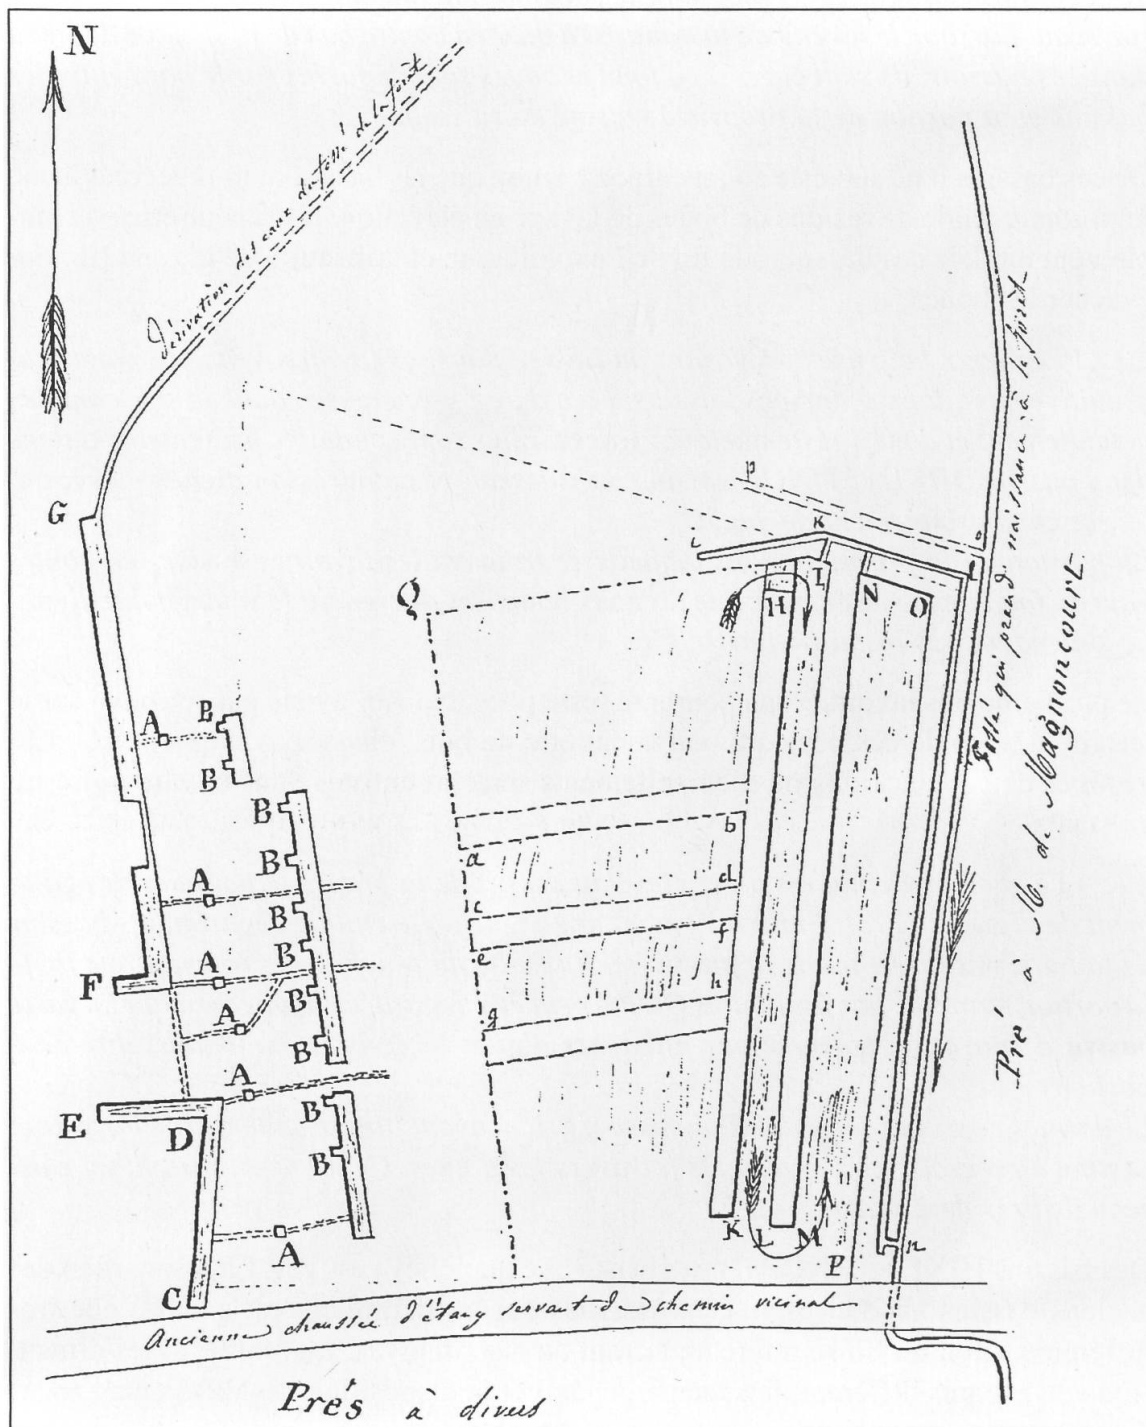 N
Dérivation des eaux du fossé de la forêt
G
p
K
i
o
l
Q
H
I
N
O
Fossé qui prend naissance à la forêt
Pré à M. de Magnoncourt
A
B
B
B
b
a
B
A
d
c
B
f
e
A
B
F
h
A
B
g
B
A
E
D
B
B
K
L
M
n
A
P
C
Ancienne chaussée d'étang servant de chemin vicinal
Prés à divers